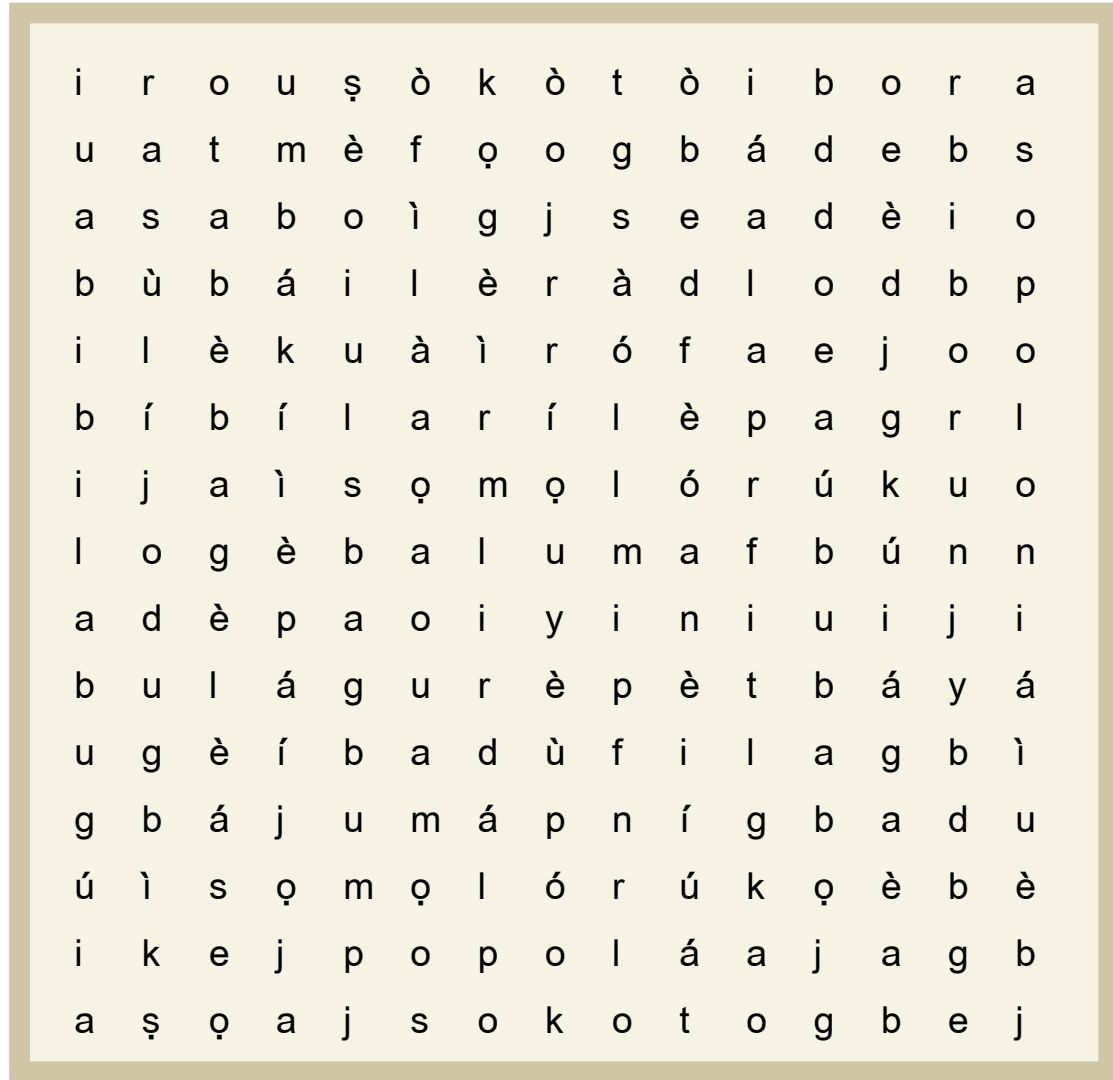 i r o u ṣ ò k ò t ò i b o r a
u a t m è f ọ o g b á d e b s
a s a b o ì g j s e a d è i o
b ù b á i l è r à d l o d b p
i l è k u à ì r ó f a e j o o
b í b í l a r í l è p a g r l
i j a ì s ọ m ọ l ó r ú k u o
l o g è b a l u m a f b ú n n
a d è p a o i y i n i u i j i
b u l á g u r è p è t b á y á
u g è í b a d ù f i l a g b ì
g b á j u m á p n í g b a d u
ú ì s ọ m ọ l ó r ú k ọ è b è
i k e j p o p o l á a j a g b
a ṣ ọ a j s o k o t o g b e j